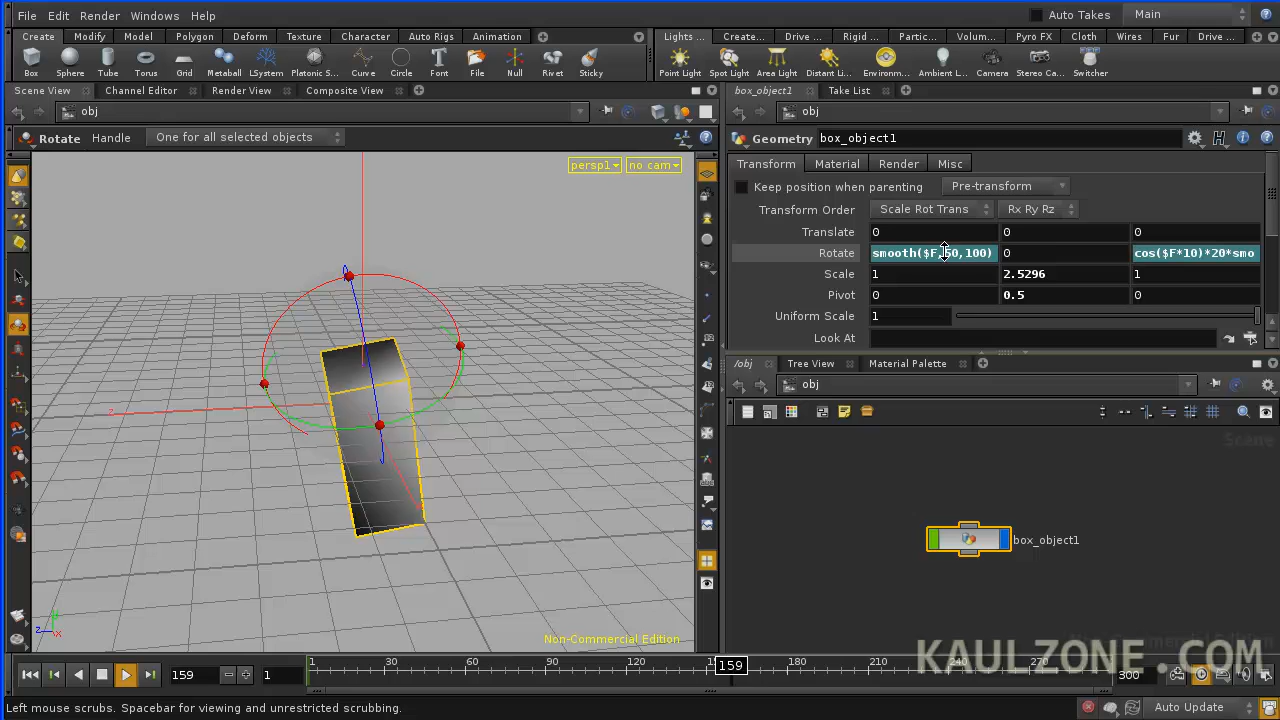 File Edit Render Windows Help
Auto Takes Main
Create Modify Model Polygon Deform Texture Character Auto Rigs Animation
Lights ... Create... Drive ... Rigid ... Partic... Volum... Pyro FX Cloth Wires Fur Drive ...
Box Sphere Tube Torus Grid Metaball LSystem Platonic S... Curve Circle Font File Null Rivet Sticky
Point Light Spot Light Area Light Distant Li... Environn... Ambient L... Camera Stereo Ca... Switcher
Scene View Channel Editor Render View Composite View
box_object1 Take List
obj
obj
Rotate Handle One for all selected objects
Geometry box_object1
persp1 no cam
Transform Material Render Misc
Keep position when parenting Pre-transform
Transform Order Scale Rot Trans Rx Ry Rz
Translate 0 0 0
Rotate smooth($F,50,100) 0 cos($F*10)*20*smo
Scale 1 2.5296 1
Pivot 0 0.5 0
Uniform Scale 1
Look At
/obj Tree View Material Palette
obj
Scene
box_object1
z
y
z x
Non-Commercial Edition
159 1
1 30 60 90 120 159 180 210 240 270
300
KAULZONE.COM
Left mouse scrubs. Spacebar for viewing and unrestricted scrubbing.
Auto Update